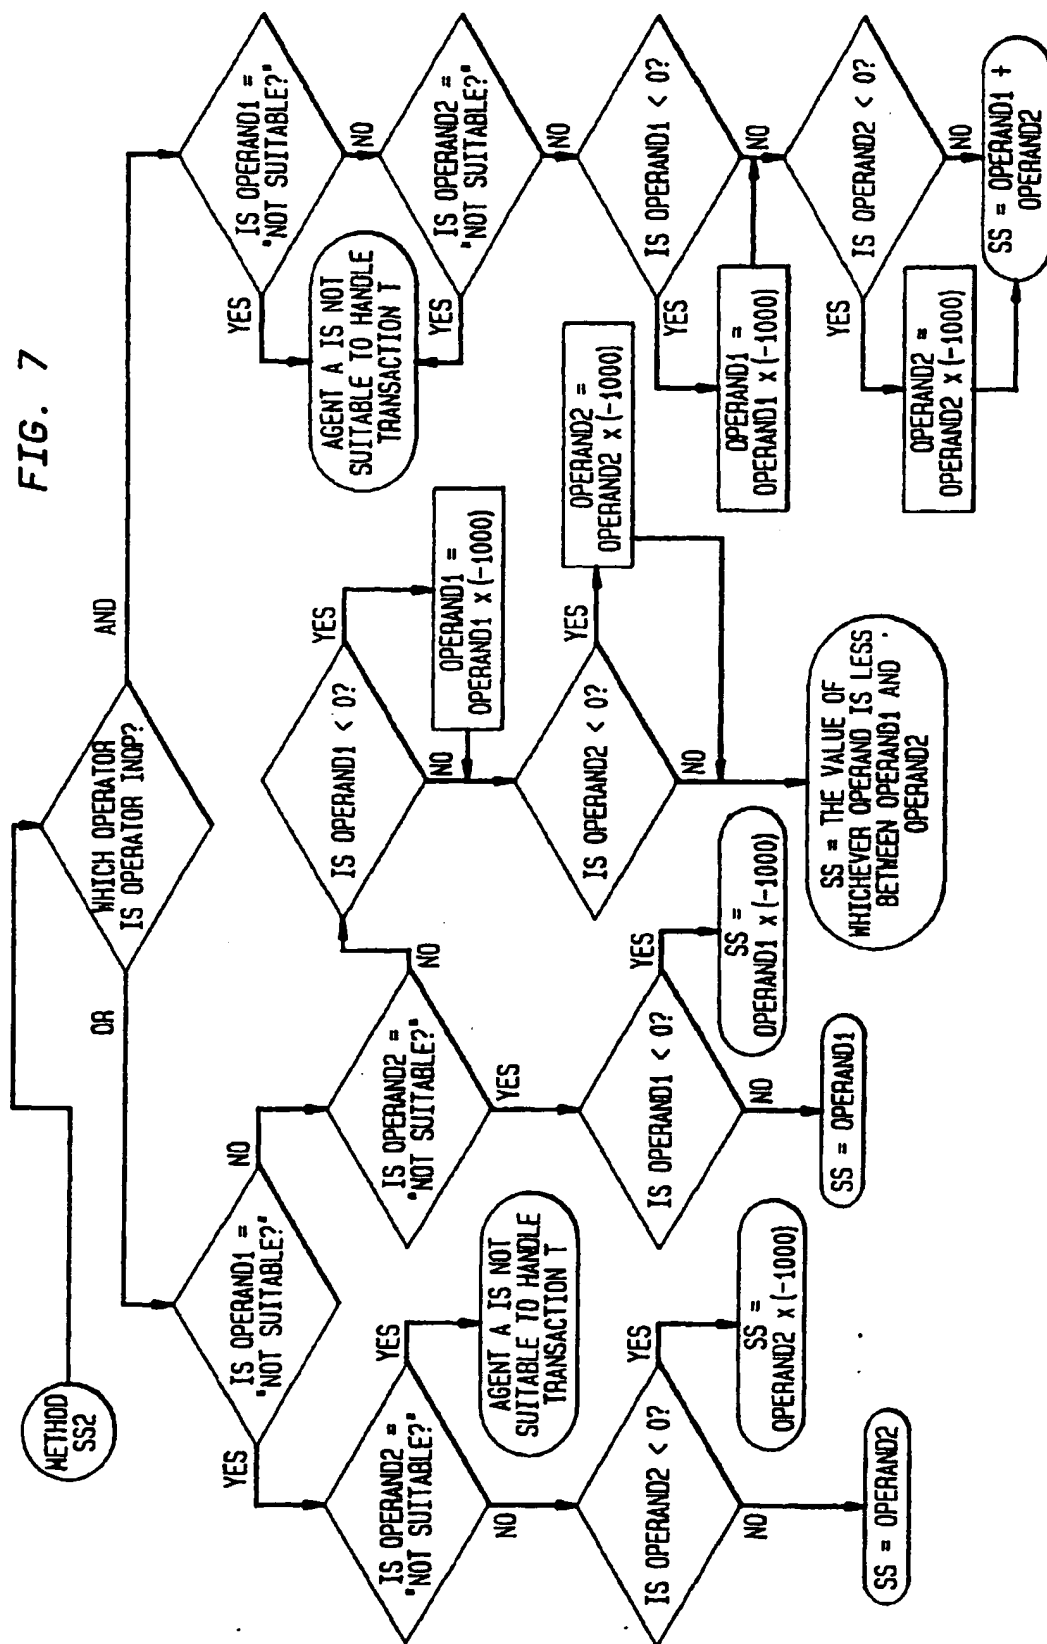 FIG. 7
METHOD
SS2
WHICH OPERATOR
IS OPERATOR INOP?
OR
AND
IS OPERAND1 =
"NOT SUITABLE?"
YES
NO
IS OPERAND2 =
"NOT SUITABLE?"
YES
NO
AGENT A IS NOT
SUITABLE TO HANDLE
TRANSACTION T
IS OPERAND2 < 0?
YES
NO
SS =
OPERAND2 x (-1000)
SS = OPERAND2
IS OPERAND2 =
"NOT SUITABLE?"
NO
YES
IS OPERAND1 < 0?
YES
NO
SS =
OPERAND1 x (-1000)
SS = OPERAND1
IS OPERAND1 < 0?
YES
NO
OPERAND1 =
OPERAND1 x (-1000)
IS OPERAND2 < 0?
YES
NO
OPERAND2 =
OPERAND2 x (-1000)
SS = THE VALUE OF
WHICHEVER OPERAND IS LESS
BETWEEN OPERAND1 AND
OPERAND2
IS OPERAND1 =
"NOT SUITABLE?"
YES
NO
AGENT A IS NOT
SUITABLE TO HANDLE
TRANSACTION T
IS OPERAND2 =
"NOT SUITABLE?"
YES
NO
IS OPERAND1 < 0?
YES
NO
OPERAND1 =
OPERAND1 x (-1000)
IS OPERAND2 < 0?
YES
NO
OPERAND2 =
OPERAND2 x (-1000)
SS = OPERAND1 +
OPERAND2